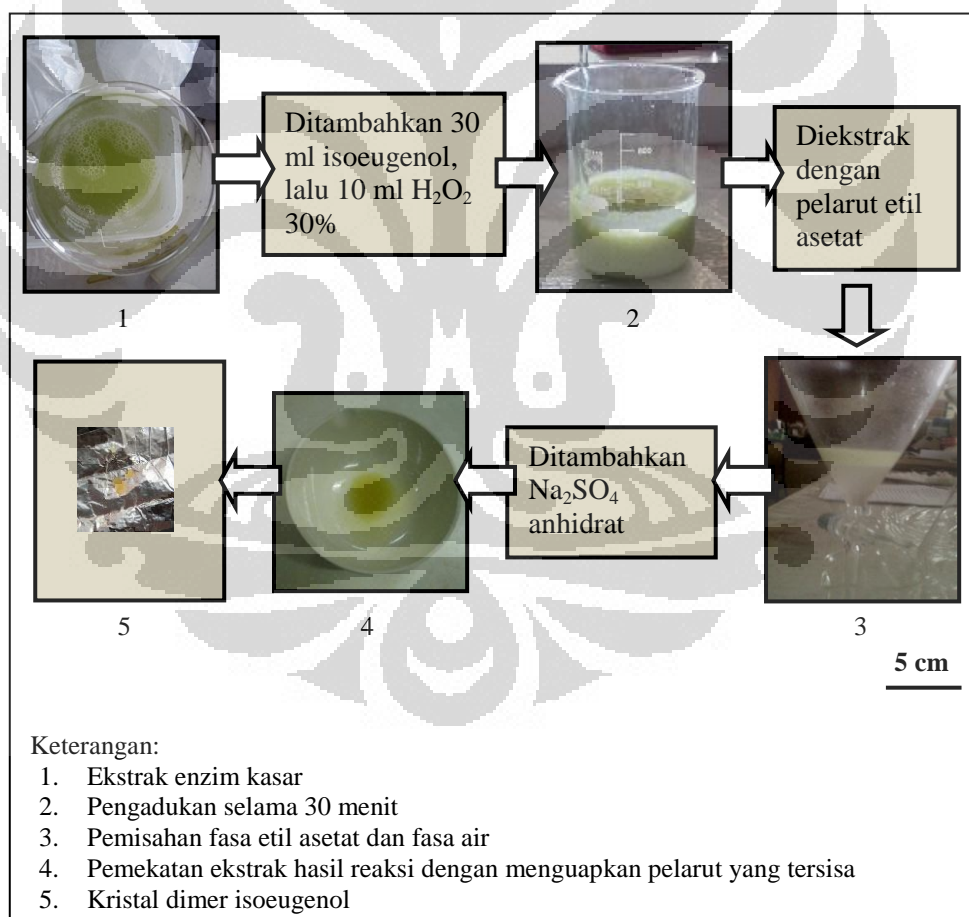 Ditambahkan 30
ml isoeugenol,
lalu 10 ml H₂O₂
30%
Diekstrak
dengan
pelarut etil
asetat
1
2
Ditambahkan
Na₂SO₄
anhidrat
5
4
3
5 cm
Keterangan:
1. Ekstrak enzim kasar
2. Pengadukan selama 30 menit
3. Pemisahan fasa etil asetat dan fasa air
4. Pemekatan ekstrak hasil reaksi dengan menguapkan pelarut yang tersisa
5. Kristal dimer isoeugenol